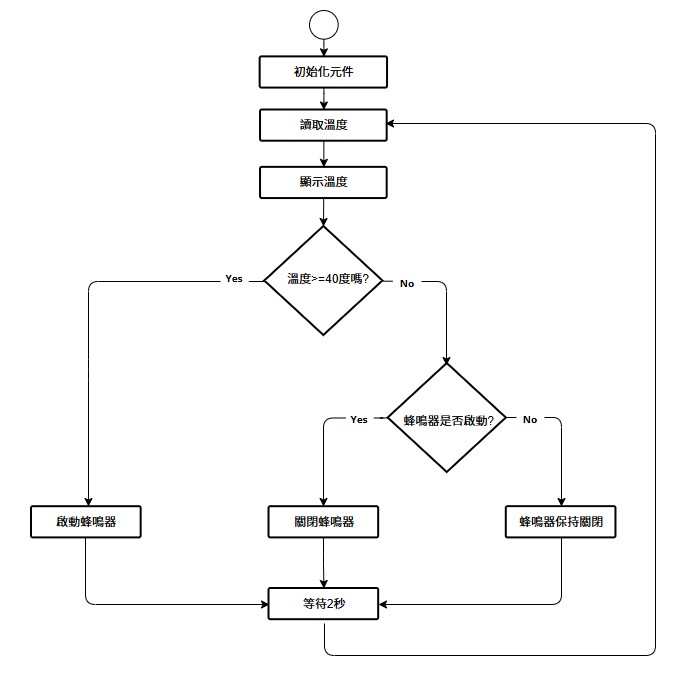 初始化元件
讀取溫度
顯示溫度
溫度>=40度嗎?
Yes
No
蜂鳴器是否啟動?
Yes
No
啟動蜂鳴器
關閉蜂鳴器
蜂鳴器保持關閉
等待2秒